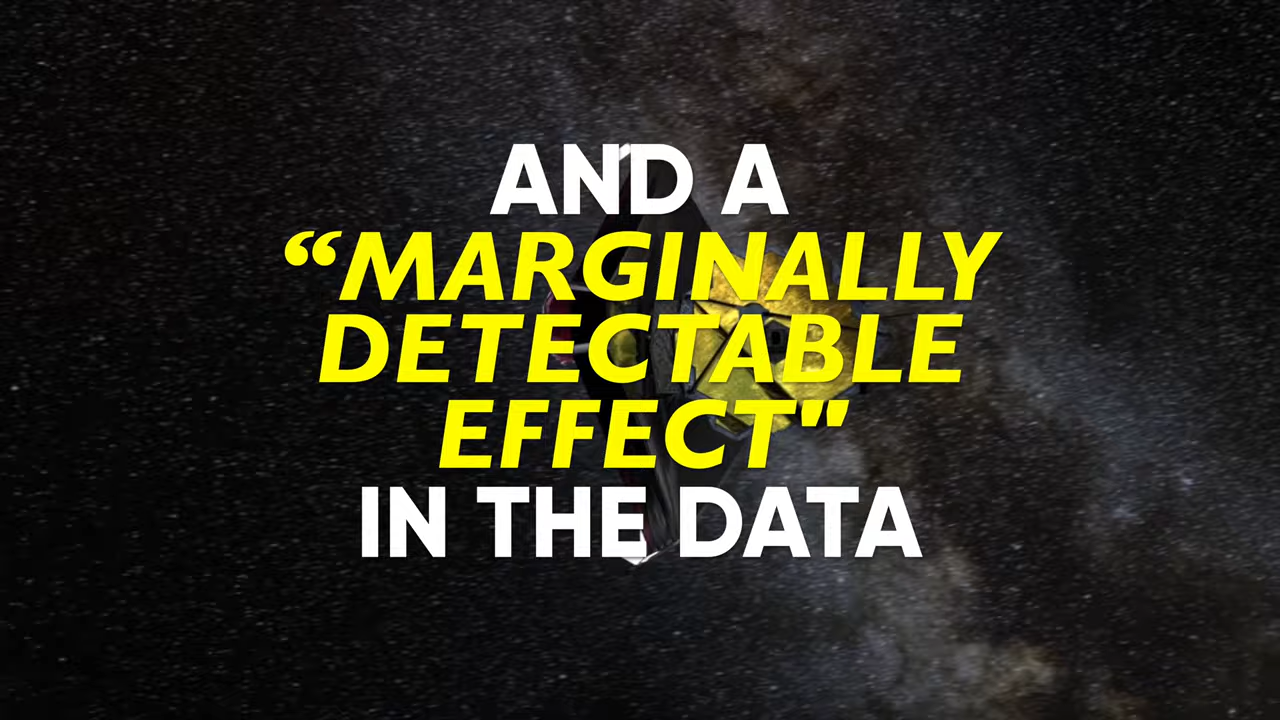 AND A
“MARGINALLY
DETECTABLE
EFFECT"
IN THE DATA